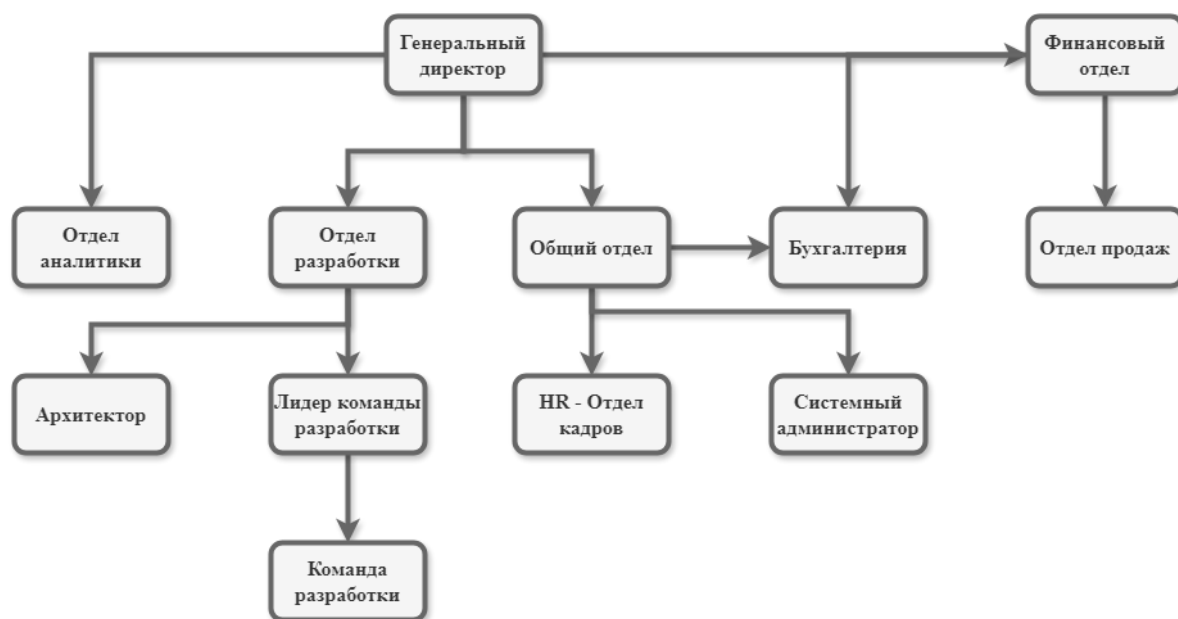 Генеральный
директор
Финансовый
отдел
Отдел
аналитики
Отдел
разработки
Общий отдел
Бухгалтерия
Отдел продаж
Архитектор
Лидер команды
разработки
HR - Отдел
кадров
Системный
администратор
Команда
разработки